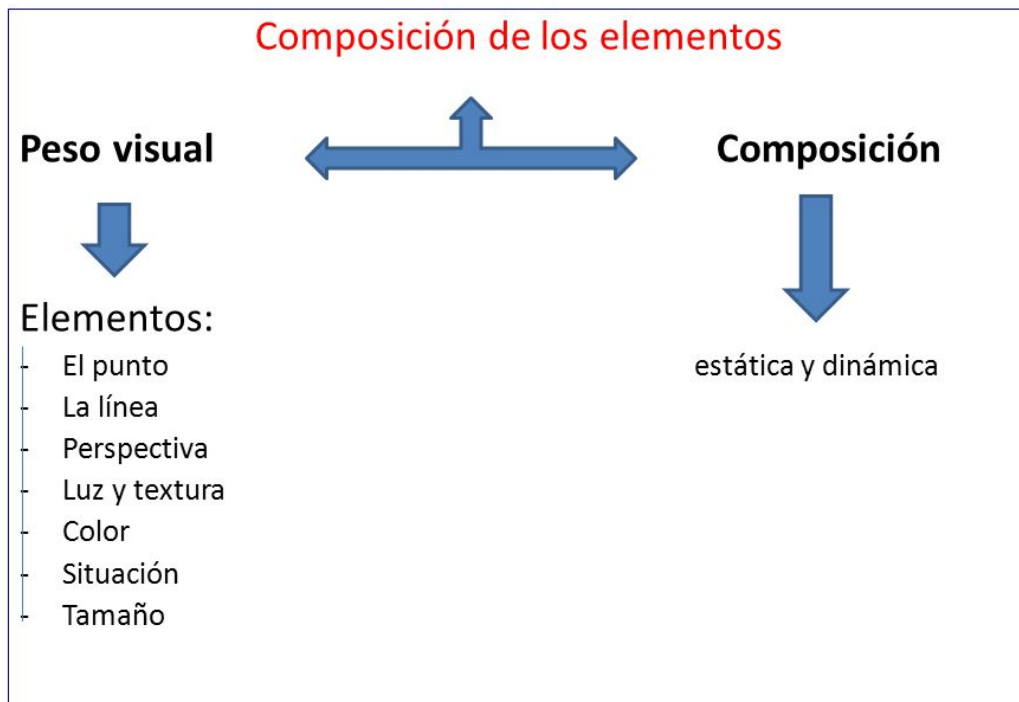 Composición de los elementos
Peso visual
Composición
Elementos:
- El punto
- La línea
- Perspectiva
- Luz y textura
- Color
- Situación
- Tamaño
estática y dinámica